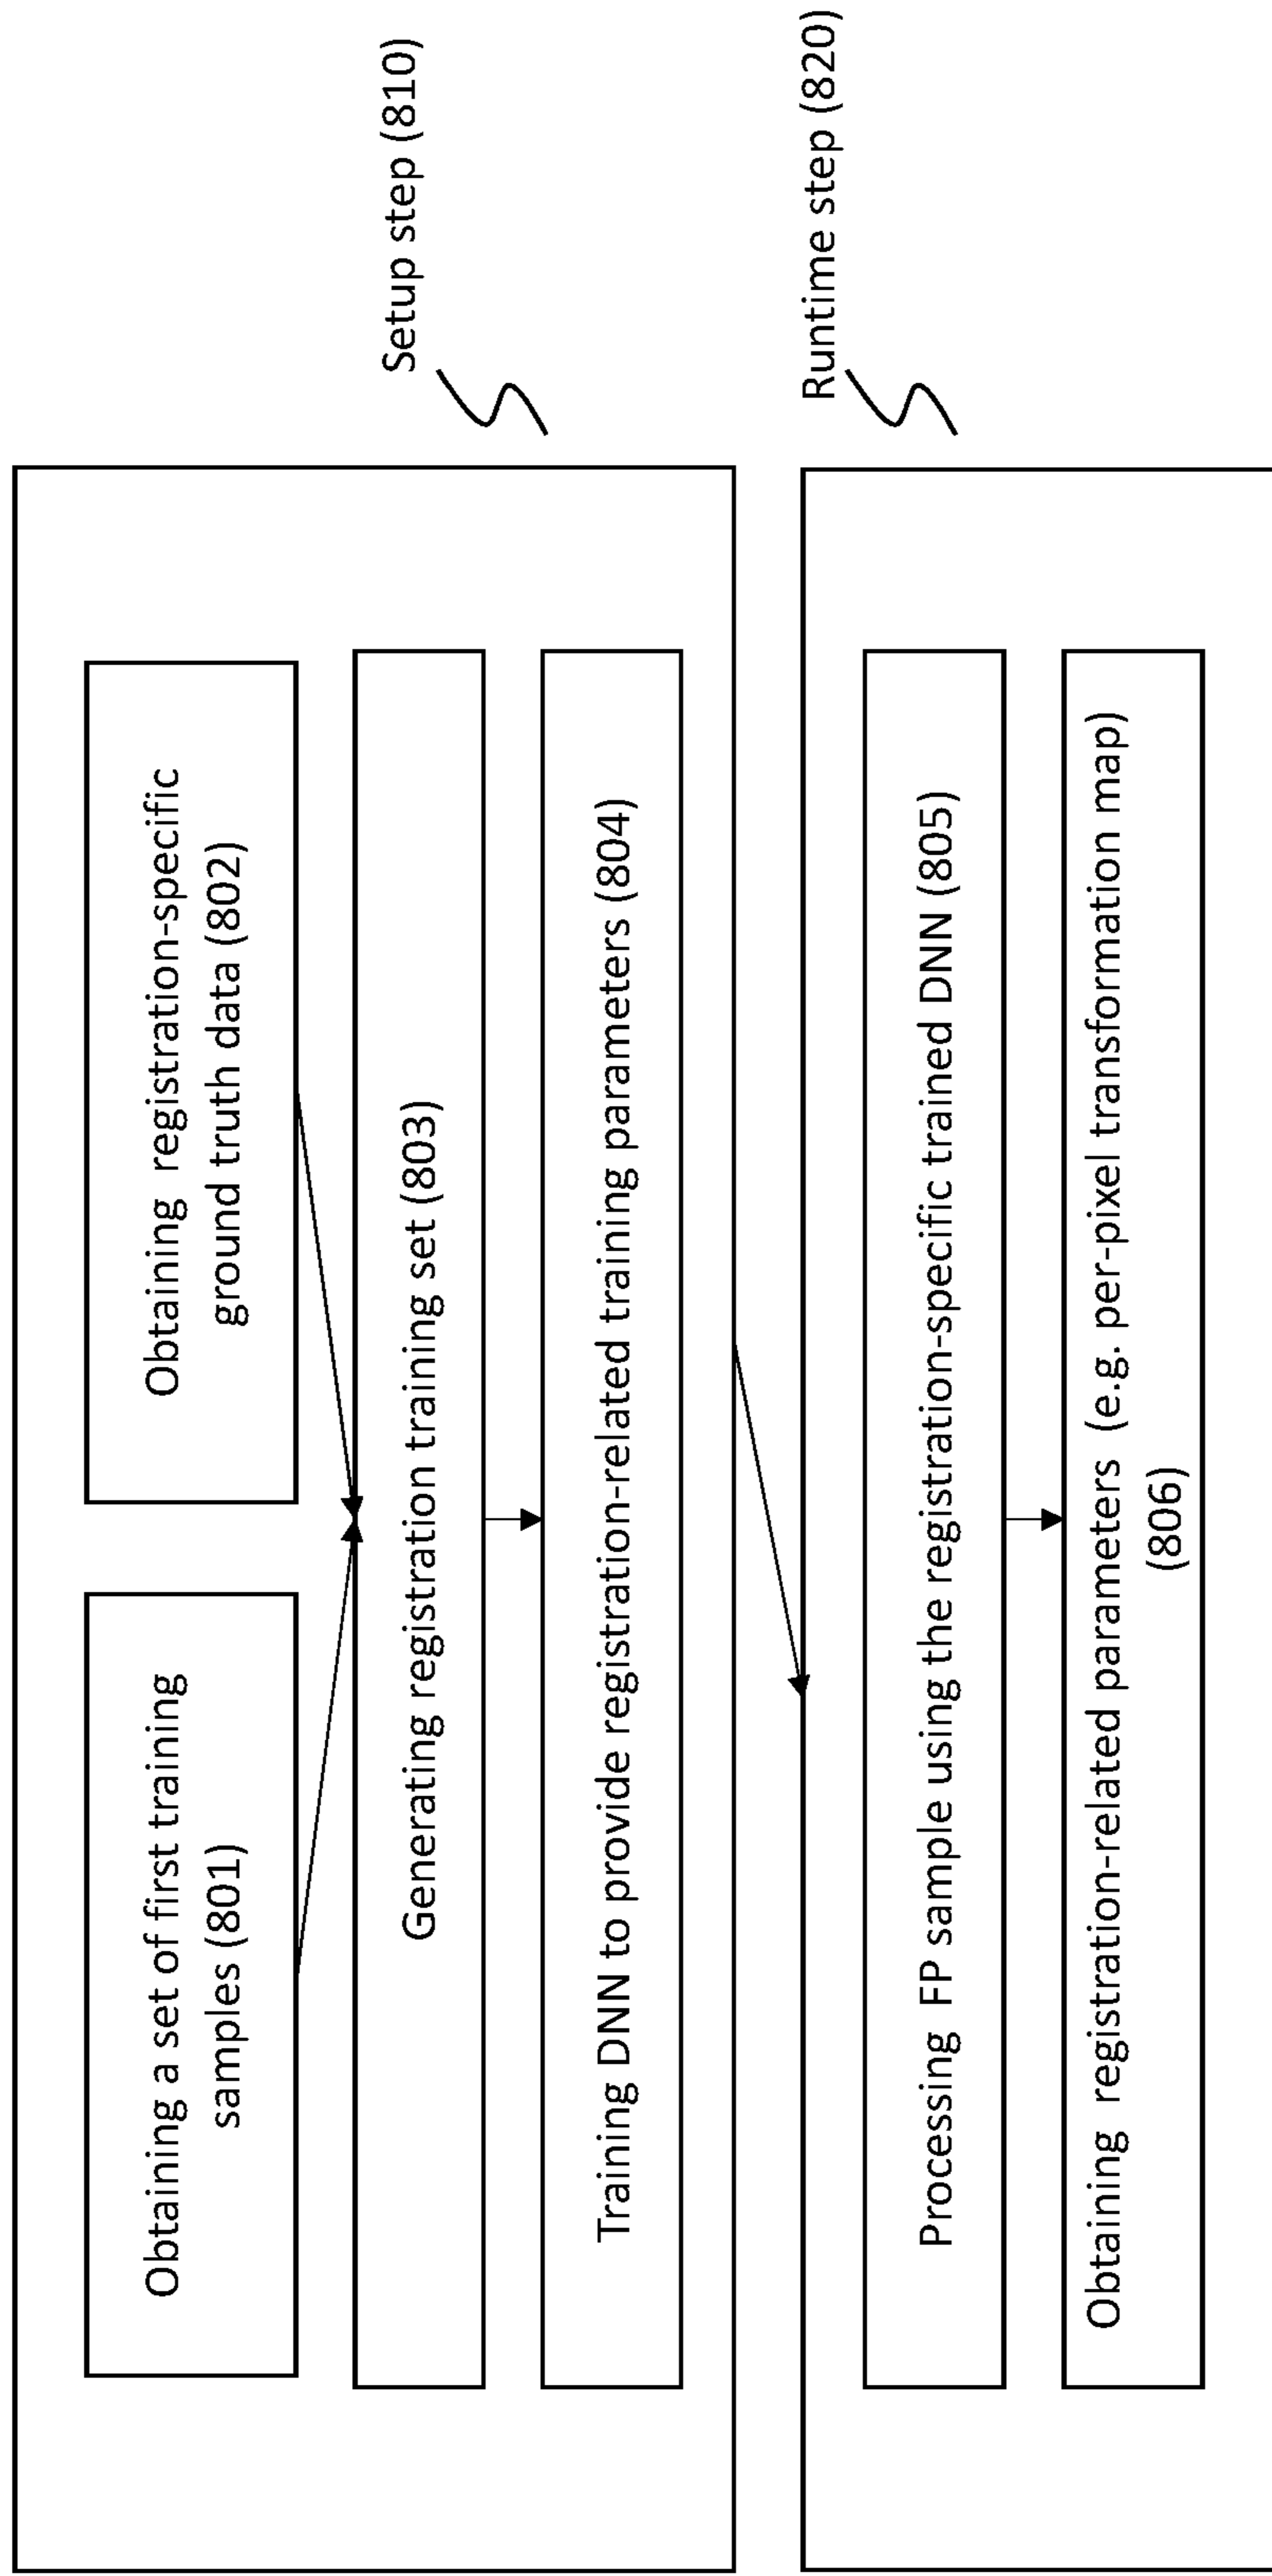 Setup step (810)
Obtaining a set of first training
samples (801)
Obtaining registration-specific
ground truth data (802)
Generating registration training set (803)
Training DNN to provide registration-related training parameters (804)
Runtime step (820)
Processing FP sample using the registration-specific trained DNN (805)
Obtaining registration-related parameters (e.g. per-pixel transformation map)
(806)